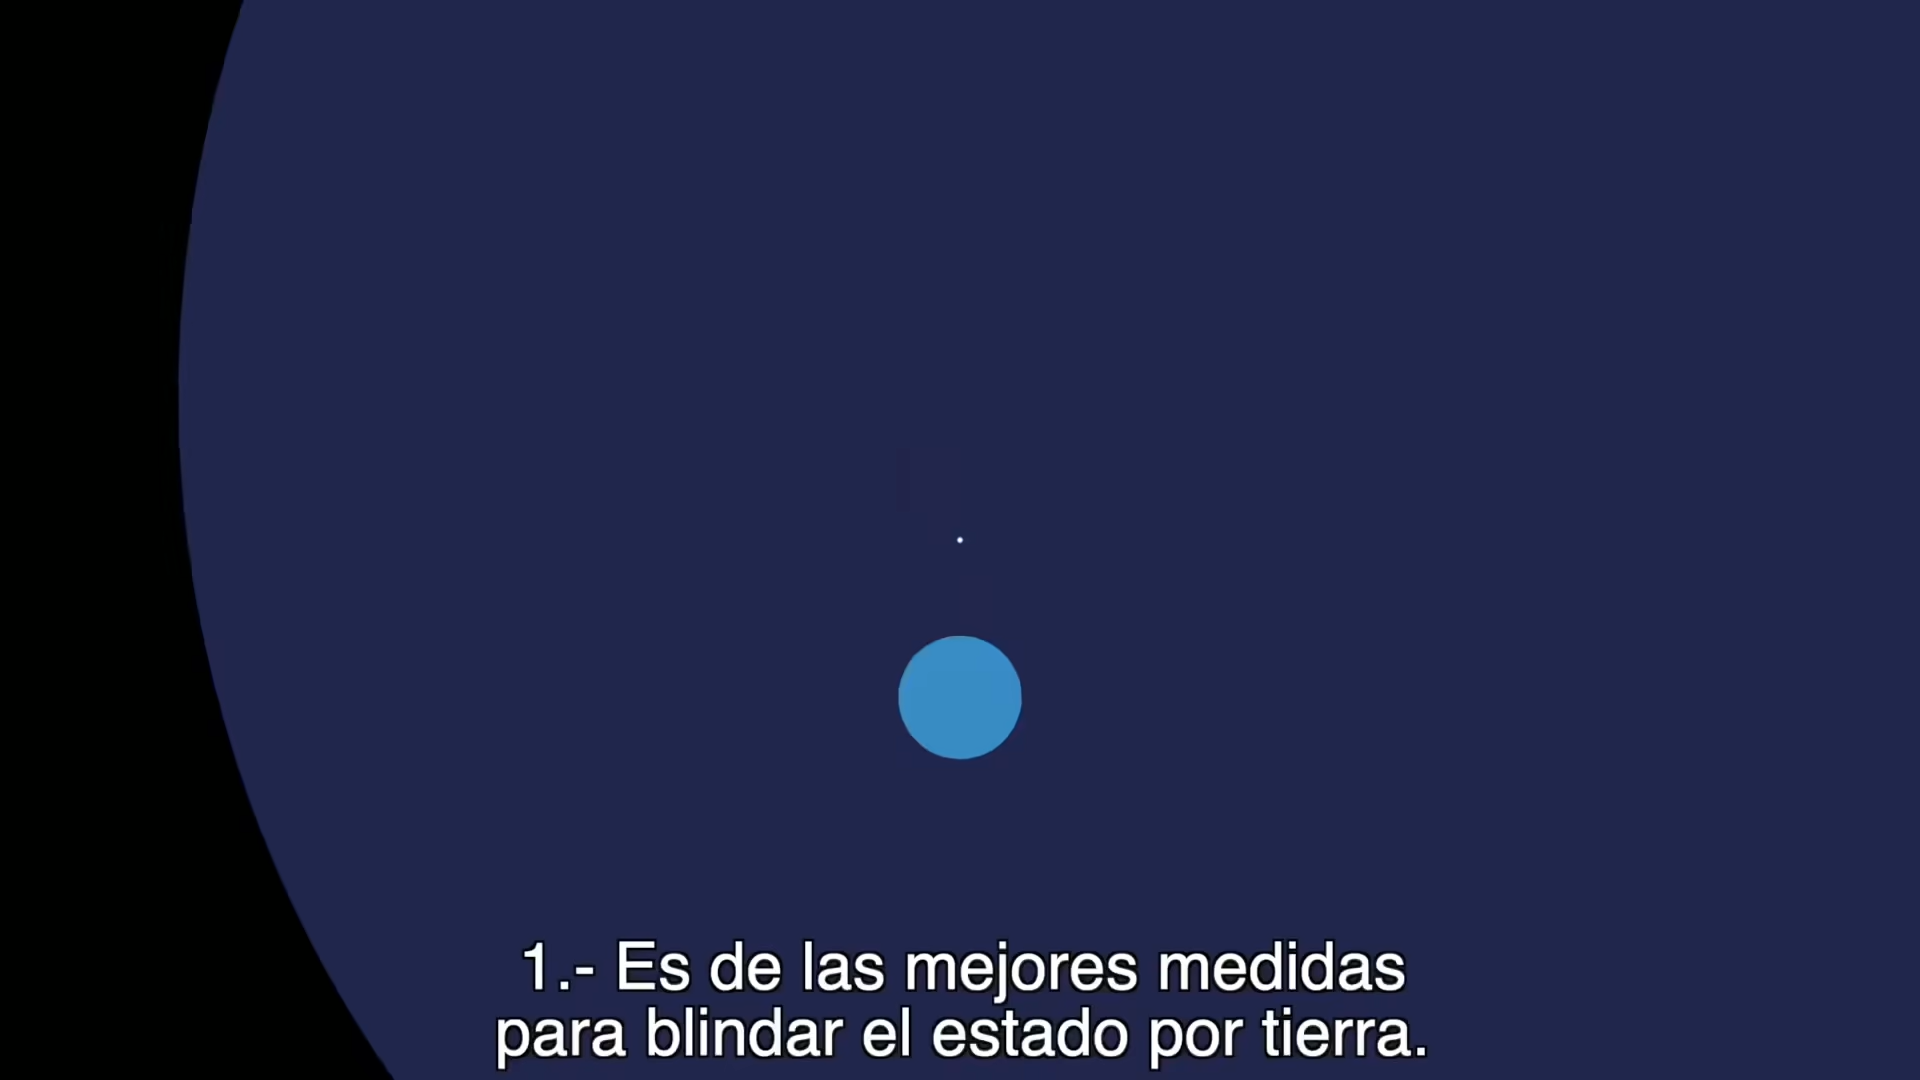 1.- Es de las mejores medidas
para blindar el estado por tierra.